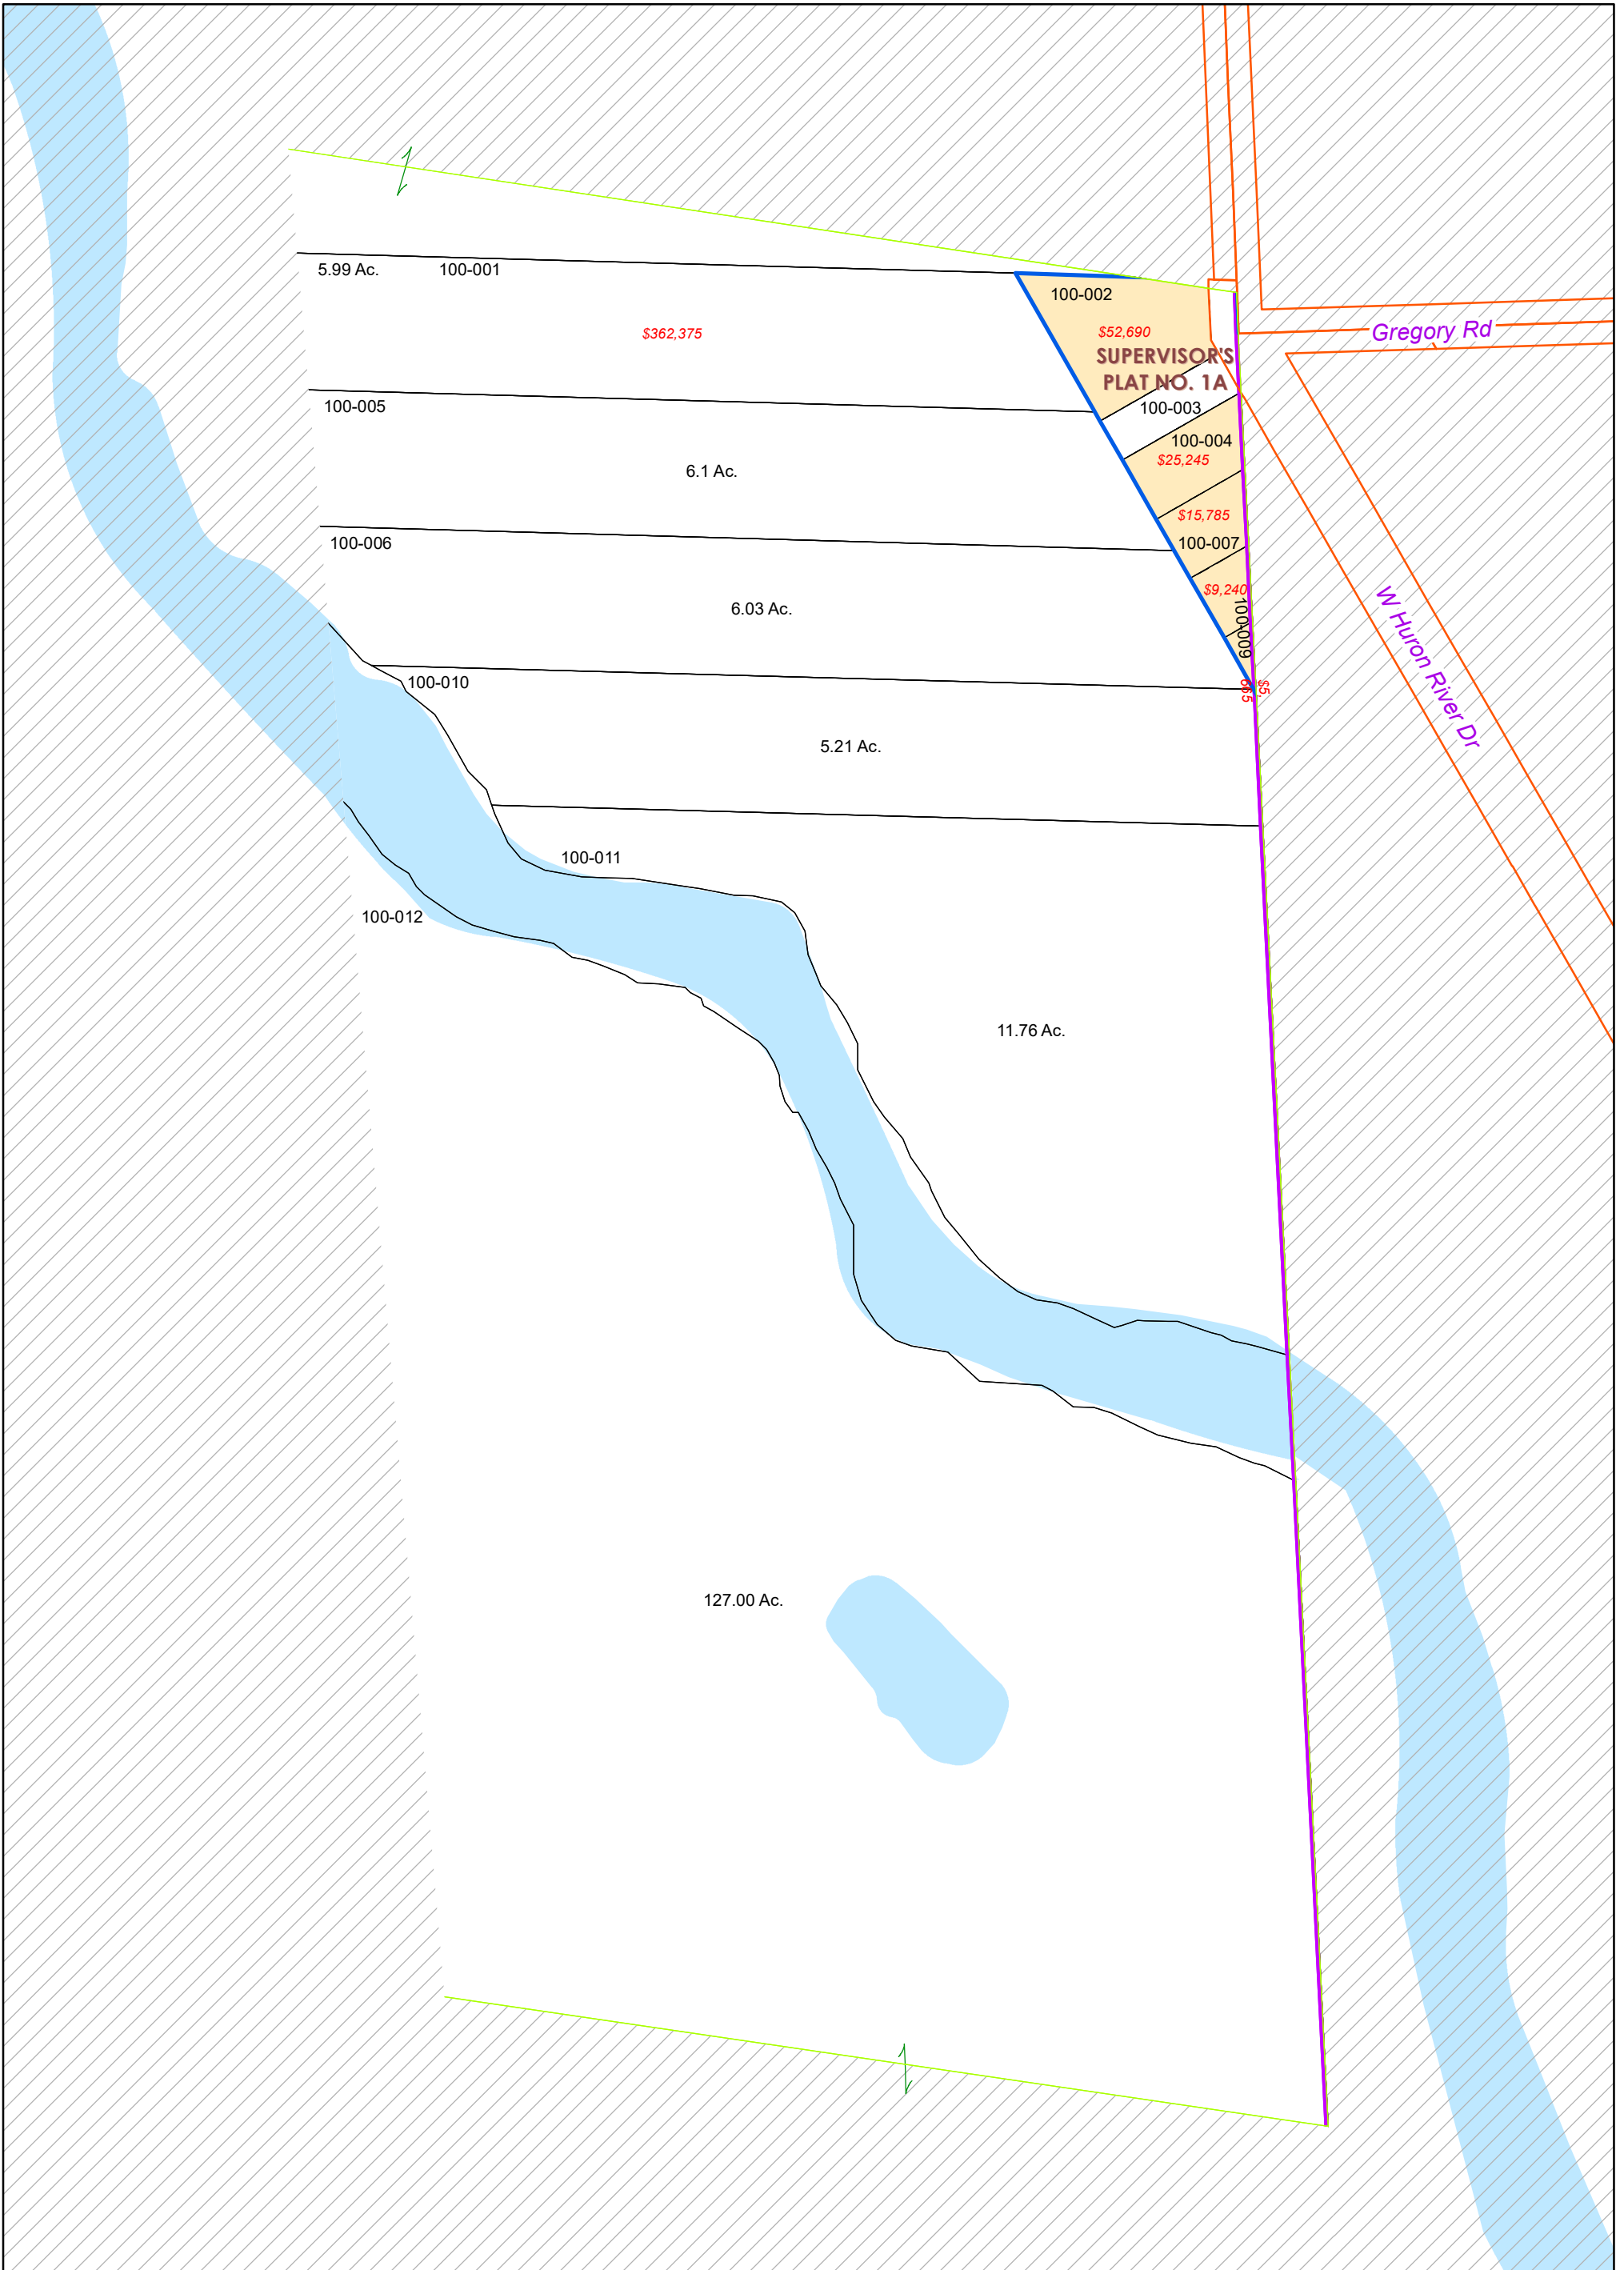 5.99 Ac.
100-001
100-002
$362,375
$52,690
Gregory Rd
SUPERVISOR'S
PLAT NO. 1A
100-005
100-003
100-004
$25,245
6.1 Ac.
$15,785
100-006
100-007
$9,240
6.03 Ac.
100-009
W Huron River Dr
100-010
$5,
665
5.21 Ac.
100-011
100-012
11.76 Ac.
127.00 Ac.